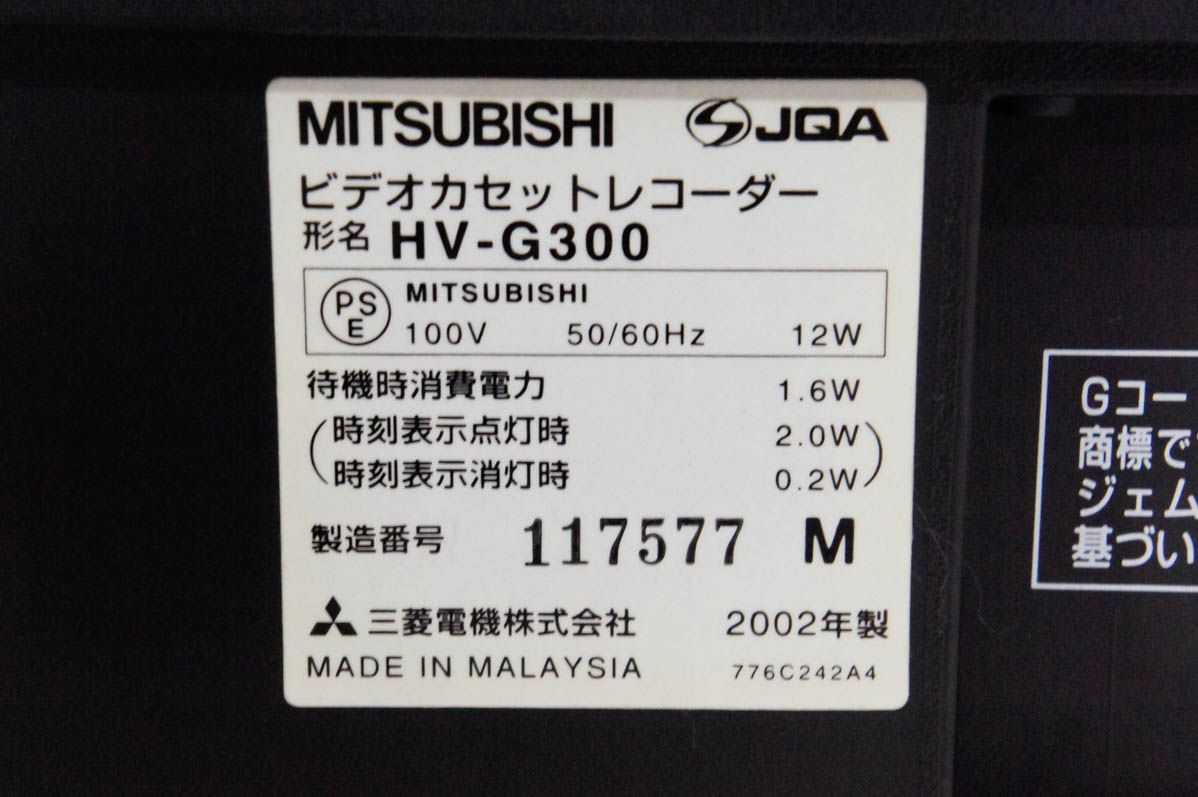 MITSUBISHI JQA
ビデオカセットレコーダー
形名 HV-G300
PSE
MITSUBISHI
100V 50/60Hz 12W
待機時消費電力 1.6W
(時刻表示点灯時 2.0W
時刻表示消灯時 0.2W)
製造番号 117577 M
三菱電機株式会社 2002年製
MADE IN MALAYSIA 776C242A4
Gコー
商標で
ジェム
基づい